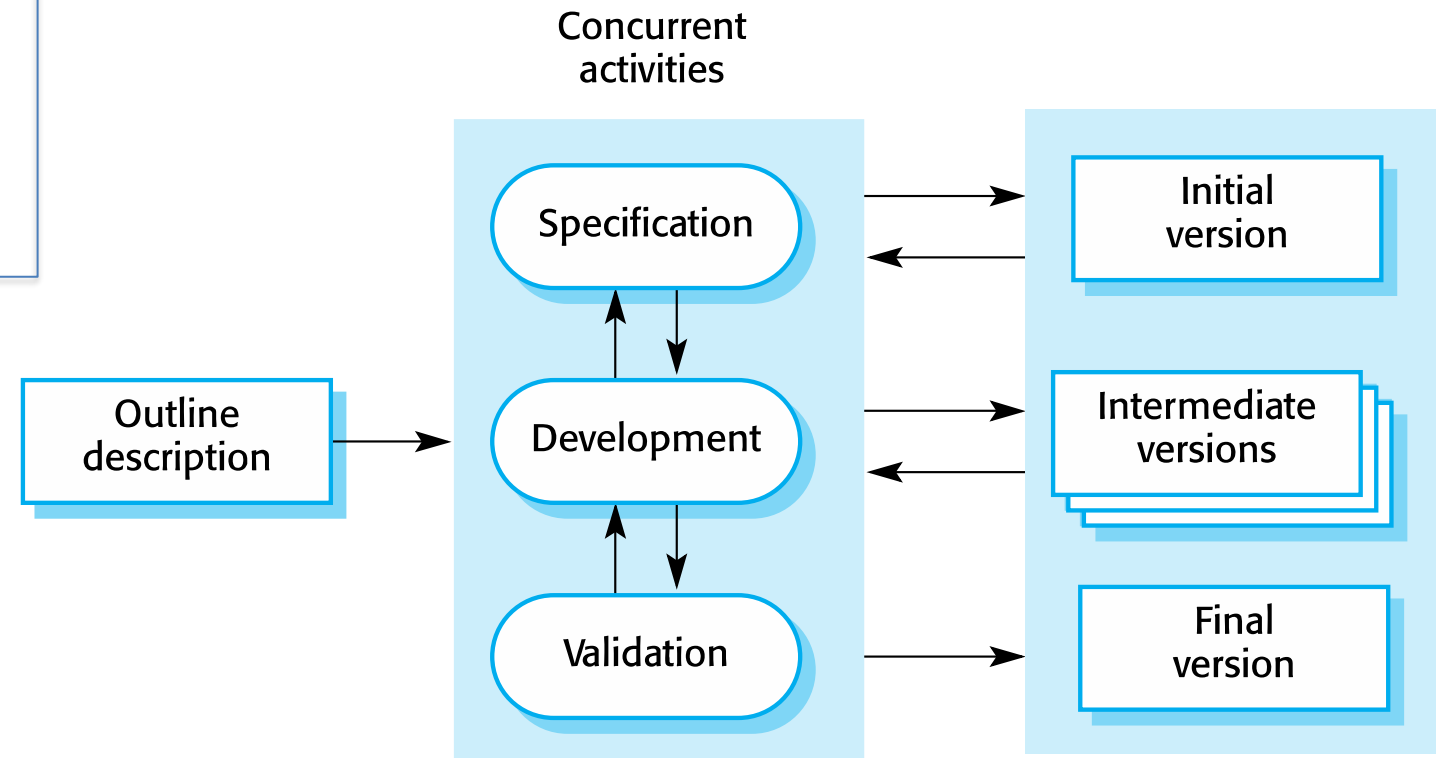 Concurrent
activities
Specification
Initial
version
Outline
description
Development
Intermediate
versions
Validation
Final
version